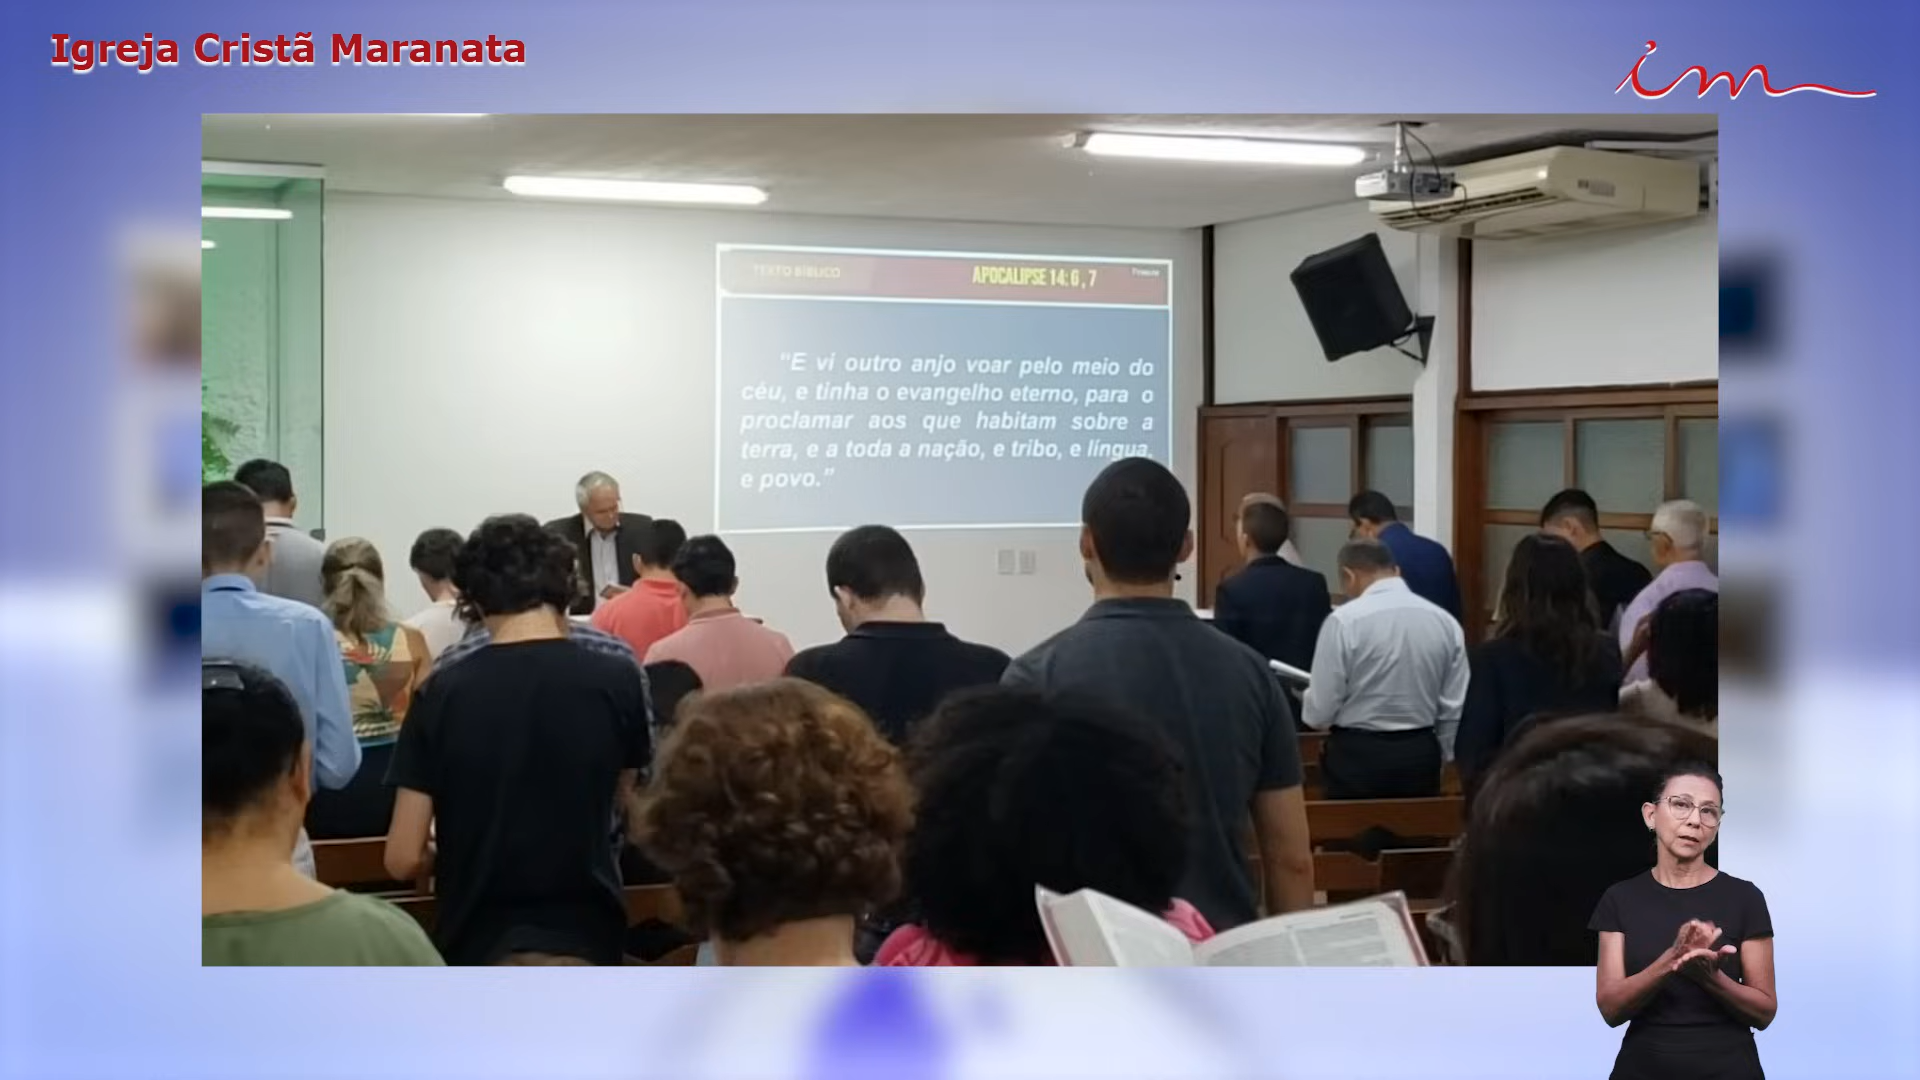 Igreja Cristã Maranata
TEXTO BÍBLICO
APOCALIPSE 14: 6 , 7
"E vi outro anjo voar pelo meio do
céu, e tinha o evangelho eterno, para o
proclamar aos que habitam sobre a
terra, e a toda a nação, e tribo, e língua,
e povo."